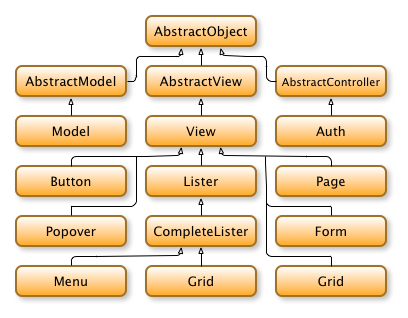 AbstractObject
AbstractModel
AbstractView
AbstractController
Model
View
Auth
Button
Lister
Page
Popover
CompleteLister
Form
Menu
Grid
Grid